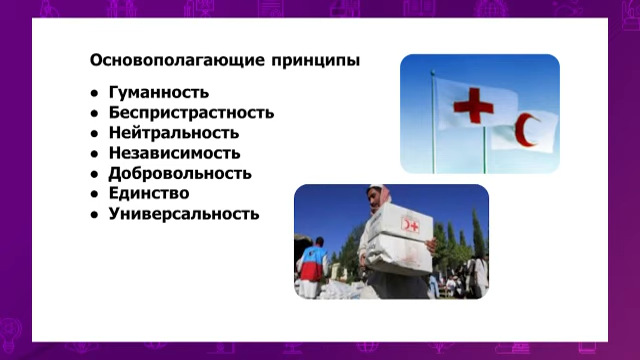 Основополагающие принципы
● Гуманность
● Беспристрастность
● Нейтральность
● Независимость
● Добровольность
● Единство
● Универсальность